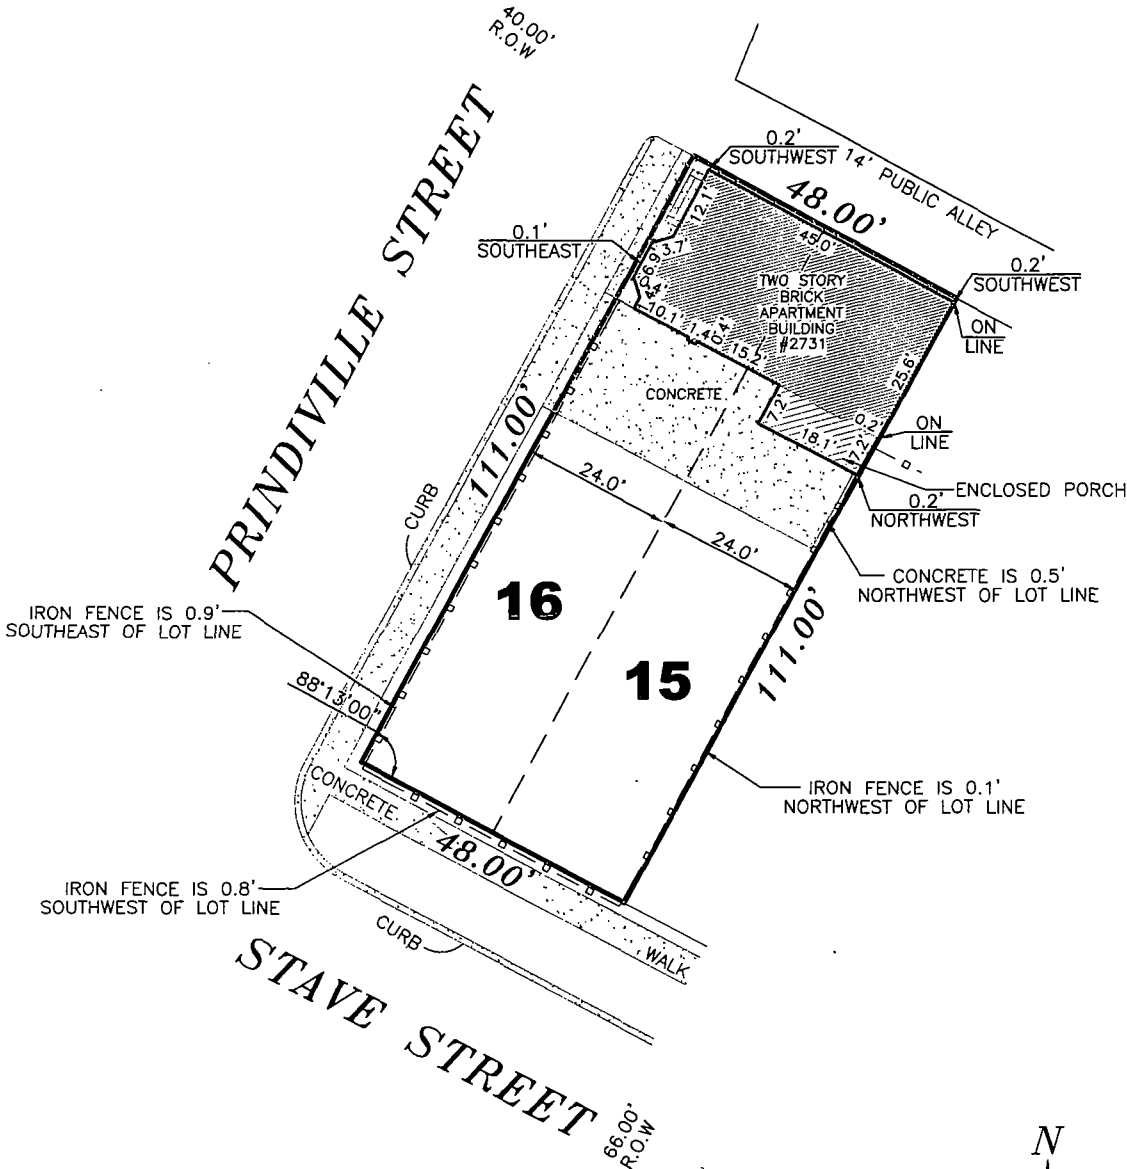 40.00'
R.O.W
PRINDIVILLE STREET
0.2'
SOUTHWEST
14' PUBLIC ALLEY
48.00'
45.0'
12.1
0.1'
SOUTHEAST
3.7'
6.9'
0.4'
10.1
1.4
0.4'
15.2
TWO STORY
BRICK
APARTMENT
BUILDING
#2731
0.2'
SOUTHWEST
ON
LINE
25.6'
CONCRETE
7.2
18.1
0.2'
7.2
ON
LINE
ENCLOSED PORCH
0.2'
NORTHWEST
111.00'
CURB
24.0'
24.0'
CONCRETE IS 0.5'
NORTHWEST OF LOT LINE
16
15
111.00'
IRON FENCE IS 0.9'
SOUTHEAST OF LOT LINE
88°13'00"
IRON FENCE IS 0.1'
NORTHWEST OF LOT LINE
CONCRETE
48.00'
IRON FENCE IS 0.8'
SOUTHWEST OF LOT LINE
CURB
WALK
STAVE STREET
66.00'
R.O.W
N